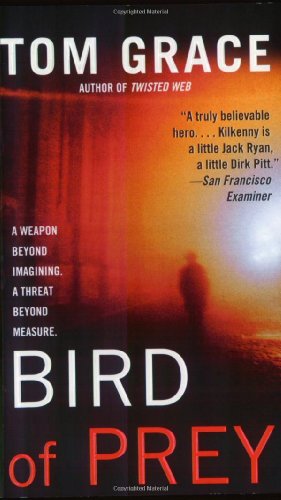 TOM GRACE
AUTHOR OF TWISTED WEB
"A truly believable
hero. . . . Kilkenny is
a little Jack Ryan,
a little Dirk Pitt."
—San Francisco
Examiner
A WEAPON
BEYOND
IMAGINING.
A THREAT
BEYOND
MEASURE.
BIRD
of PREY